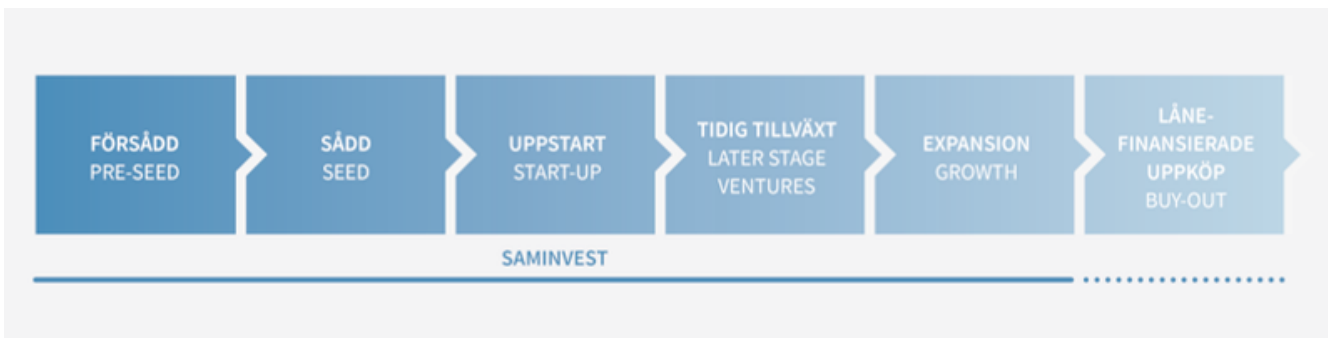 FÖRSÅDD
PRE-SEED
SÅDD
SEED
UPPSTART
START-UP
TIDIG TILLVÄXT
LATER STAGE
VENTURES
EXPANSION
GROWTH
LÅNE-
FINANSIERADE
UPPKÖP
BUY-OUT
SAMINVEST